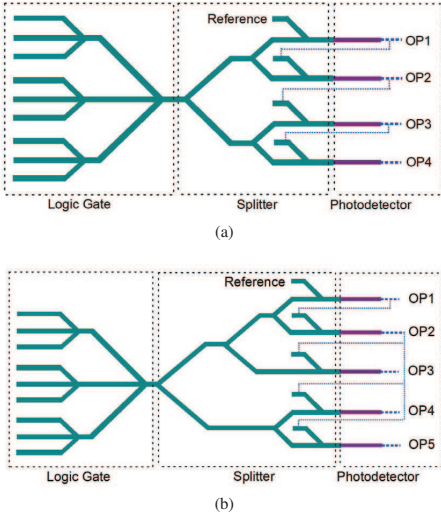 Reference
OP1
OP2
OP3
OP4
Logic Gate Splitter Photodetector
(a)
Reference
OP1
OP2
OP3
OP4
OP5
Logic Gate Splitter Photodetector
(b)